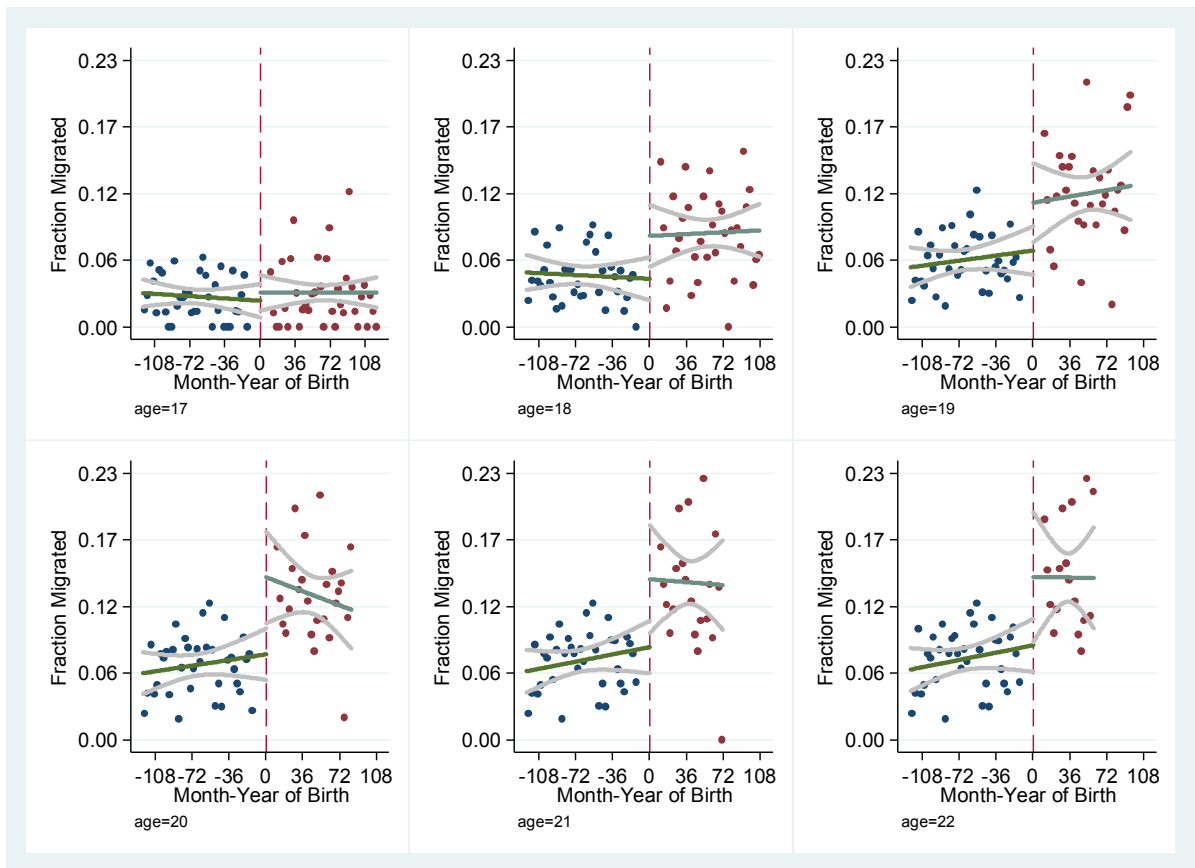 Fraction Migrated
0.23
0.17
0.12
0.06
0.00
-108 -72 -36 0 36 72 108
Month-Year of Birth
age=17
Fraction Migrated
0.23
0.17
0.12
0.06
0.00
-108 -72 -36 0 36 72 108
Month-Year of Birth
age=18
Fraction Migrated
0.23
0.17
0.12
0.06
0.00
-108 -72 -36 0 36 72 108
Month-Year of Birth
age=19
Fraction Migrated
0.23
0.17
0.12
0.06
0.00
-108 -72 -36 0 36 72 108
Month-Year of Birth
age=20
Fraction Migrated
0.23
0.17
0.12
0.06
0.00
-108 -72 -36 0 36 72 108
Month-Year of Birth
age=21
Fraction Migrated
0.23
0.17
0.12
0.06
0.00
-108 -72 -36 0 36 72 108
Month-Year of Birth
age=22